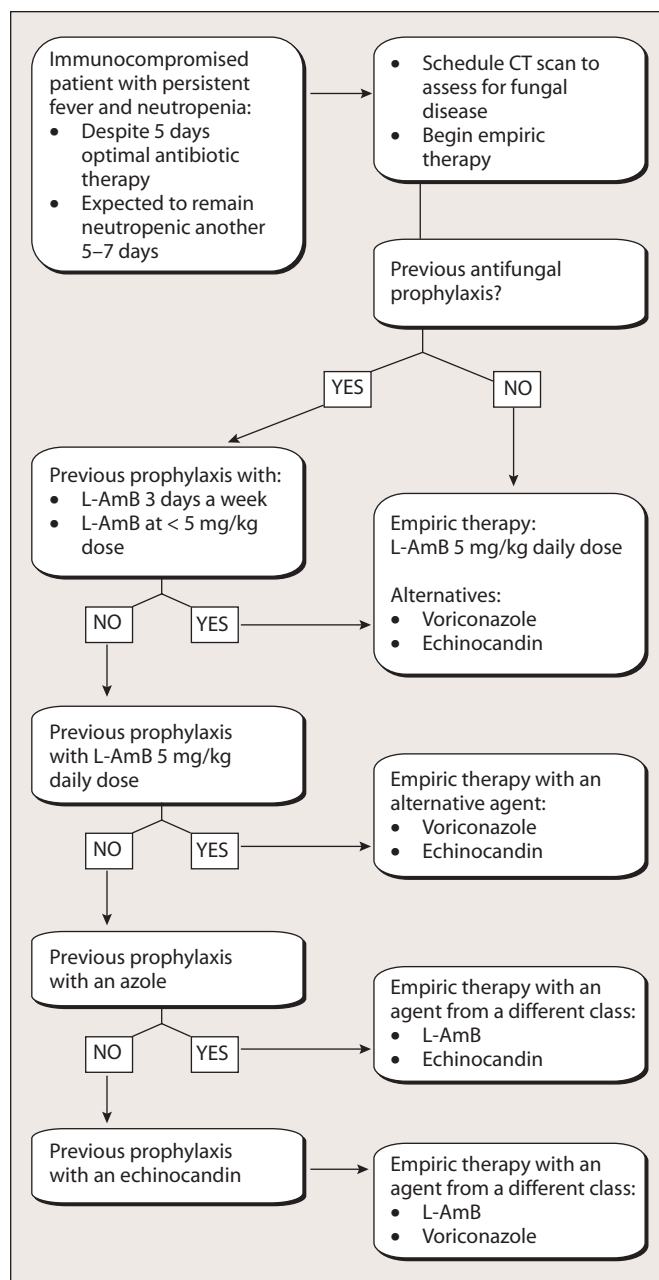 Immunocompromised
patient with persistent
fever and neutropenia:
• Despite 5 days
optimal antibiotic
therapy
• Expected to remain
neutropenic another
5–7 days
• Schedule CT scan to
assess for fungal
disease
• Begin empiric
therapy
Previous antifungal
prophylaxis?
YES
NO
Previous prophylaxis with:
• L-AmB 3 days a week
• L-AmB at < 5 mg/kg
dose
Empiric therapy:
L-AmB 5 mg/kg daily dose
Alternatives:
• Voriconazole
• Echinocandin
NO
YES
Previous prophylaxis
with L-AmB 5 mg/kg
daily dose
Empiric therapy with an
alternative agent:
• Voriconazole
• Echinocandin
NO
YES
Previous prophylaxis
with an azole
Empiric therapy with an
agent from a different class:
• L-AmB
• Echinocandin
NO
YES
Previous prophylaxis
with an echinocandin
Empiric therapy with an
agent from a different class:
• L-AmB
• Voriconazole